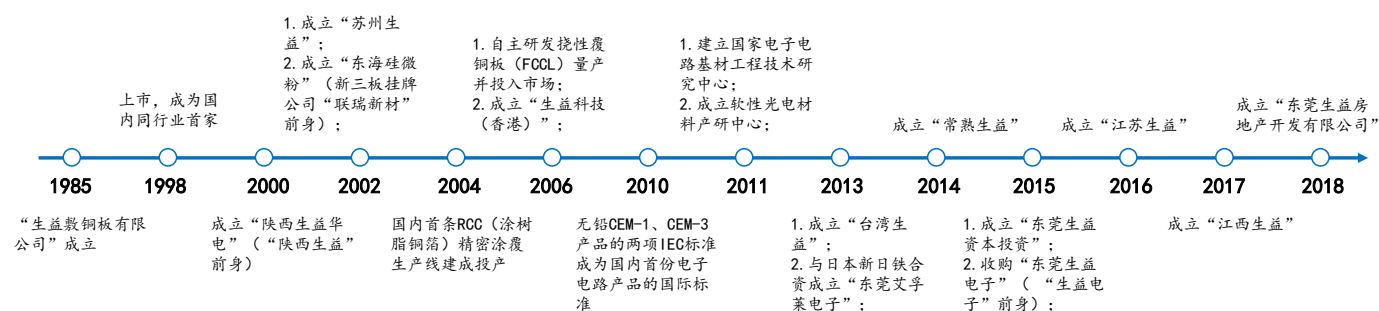 1.成立“苏州生
益”；
2.成立“东海硅微
粉”（新三板挂牌
公司“联瑞新材”
前身）；
1.自主研发挠性覆
铜板（FCCL）量产
并投入市场；
2.成立“生益科技
（香港）”；
1.建立国家电子电
路基材工程技术研
究中心；
2.成立软性光电材
料产研中心；
上市，成为国
内同行业首家
成立“常熟生益”
成立“江苏生益”
成立“东莞生益房
地产开发有限公司”
1985
1998
2000
2002
2004
2006
2010
2011
2013
2014
2015
2016
2017
2018
“生益敷铜板有限
公司”成立
成立“陕西生益华
电”（“陕西生益”
前身）
国内首条RCC（涂树
脂铜箔）精密涂覆
生产线建成投产
无铅CEM-1、CEM-3
产品的两项IEC标准
成为国内首份电子
电路产品的国际标
准
1.成立“台湾生
益”；
2.与日本新日铁合
资成立“东莞艾孚
莱电子”；
1.成立“东莞生益
资本投资”；
2.收购“东莞生益
电子”（ “生益电
子”前身）；
成立“江西生益”